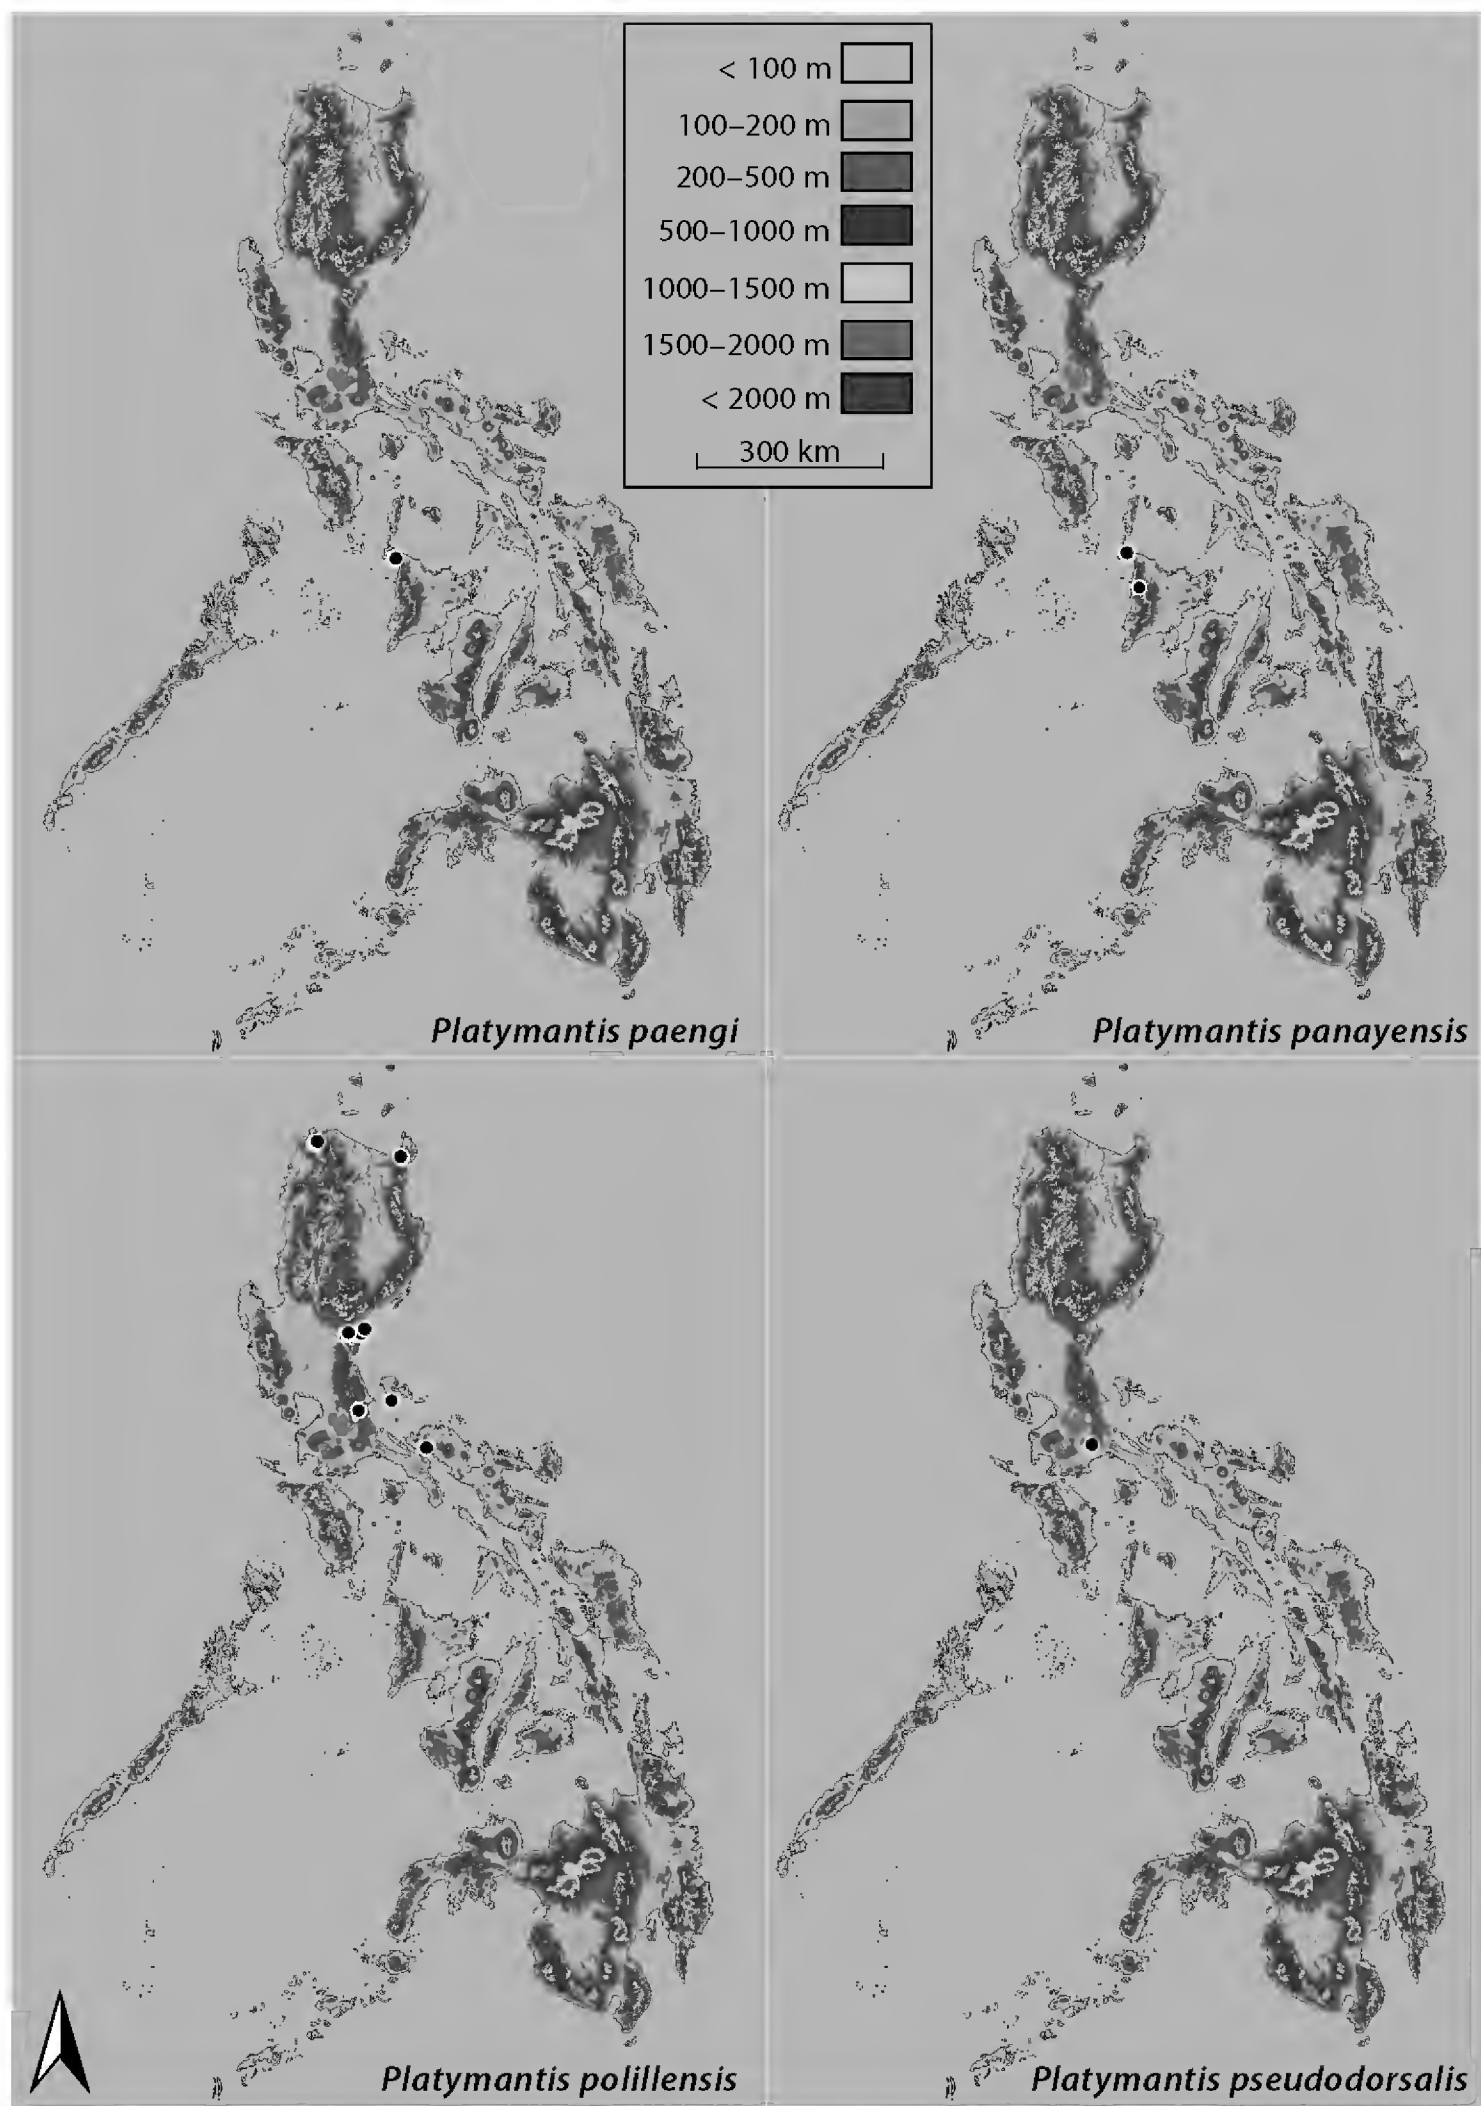 < 100 m
100–200 m
200–500 m
500–1000 m
1000–1500 m
1500–2000 m
< 2000 m
300 km
Platymantis paengi
Platymantis panayensis
Platymantis polillensis
Platymantis pseudodorsalis